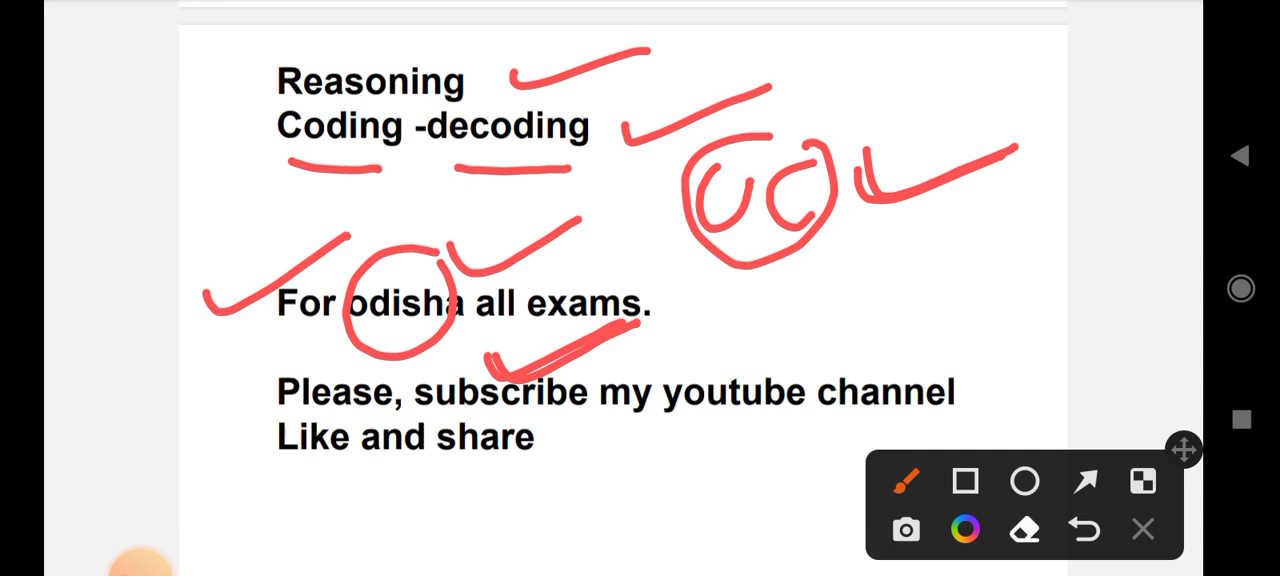 Reasoning
Coding -decoding
For odisha all exams.
Please, subscribe my youtube channel
Like and share